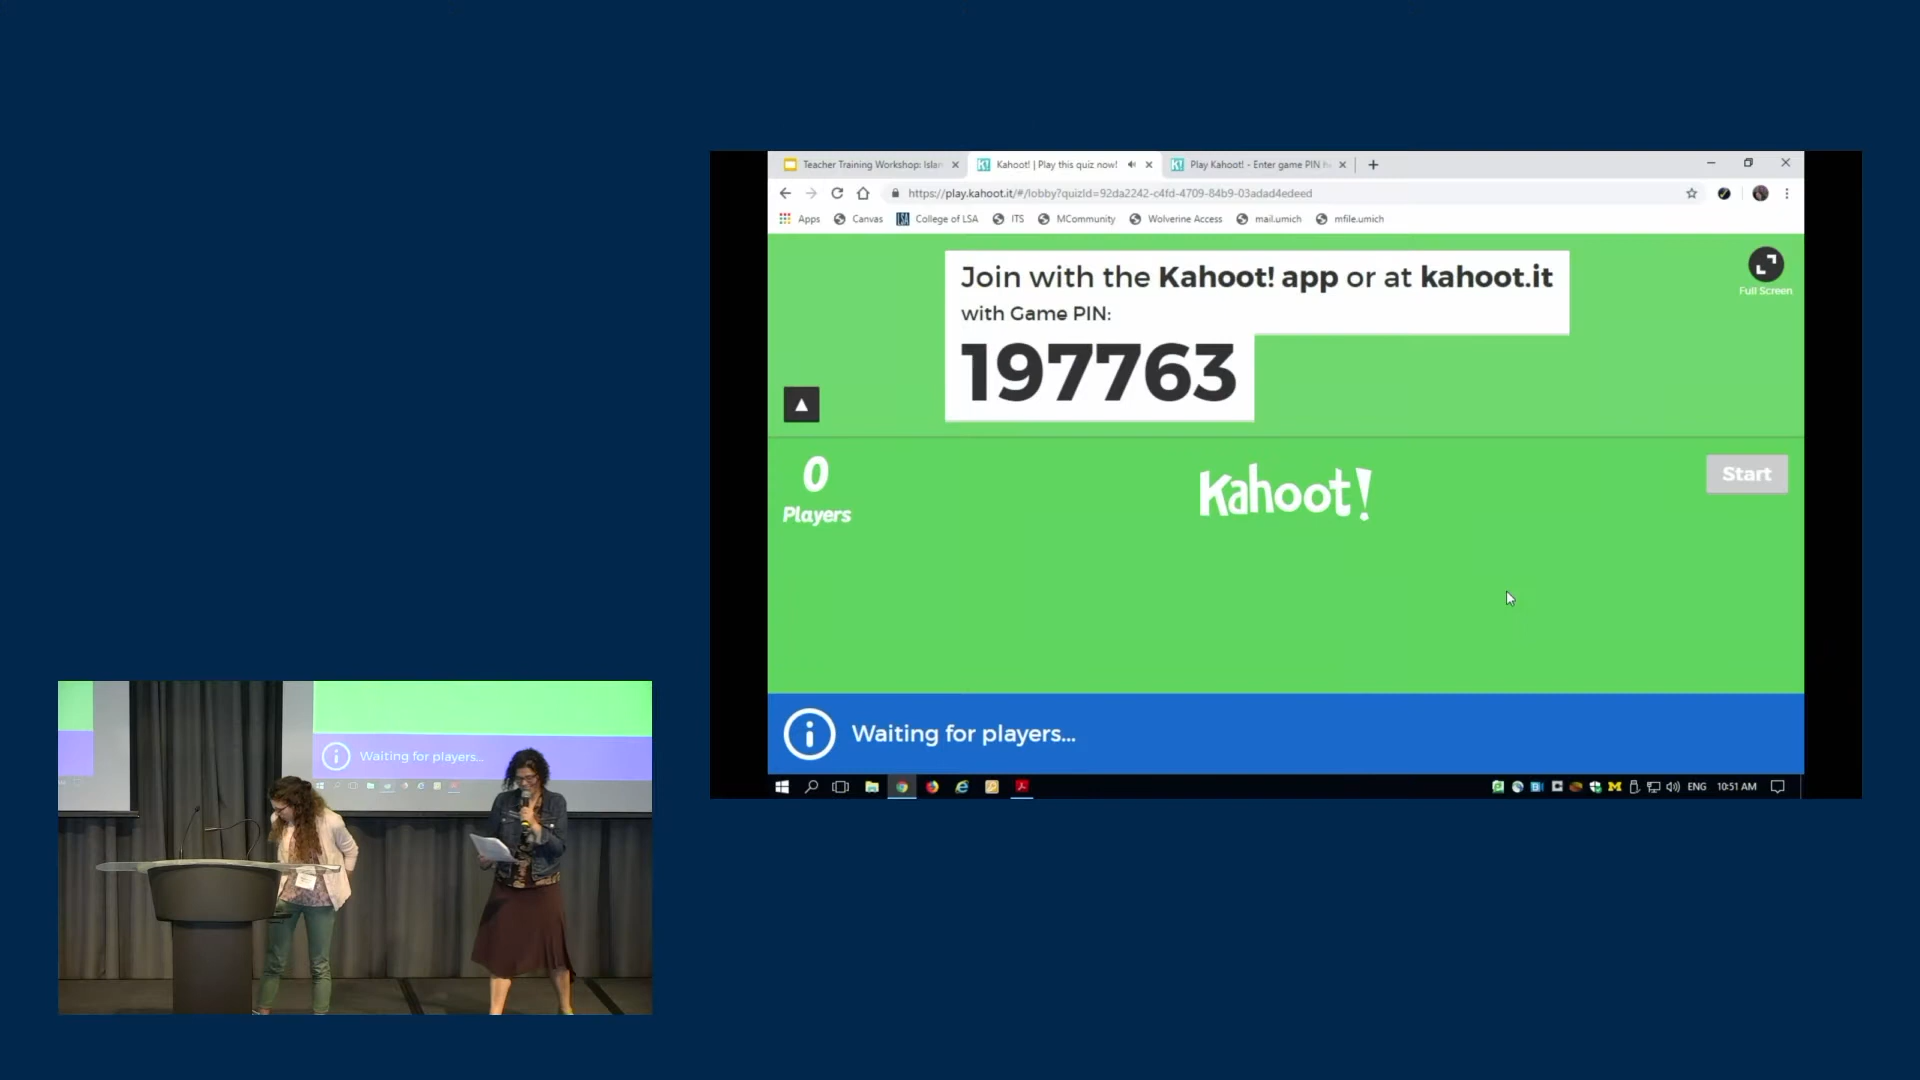 Teacher Training Workshop: Islan
Kahoot! | Play this quiz now!
Play Kahoot! - Enter game PIN h
https://play.kahoot.it/#/lobby?quizId=92da2242-c4fd-4709-84b9-03adad4edeed
Apps
Canvas
LSA
College of LSA
ITS
MCommunity
Wolverine Access
mail.umich
mfile.umich
Join with the Kahoot! app or at kahoot.it
with Game PIN:
197763
Full Screen
0
Players
Kahoot!
Start
Waiting for players...
ENG
10:51 AM
Waiting for players...